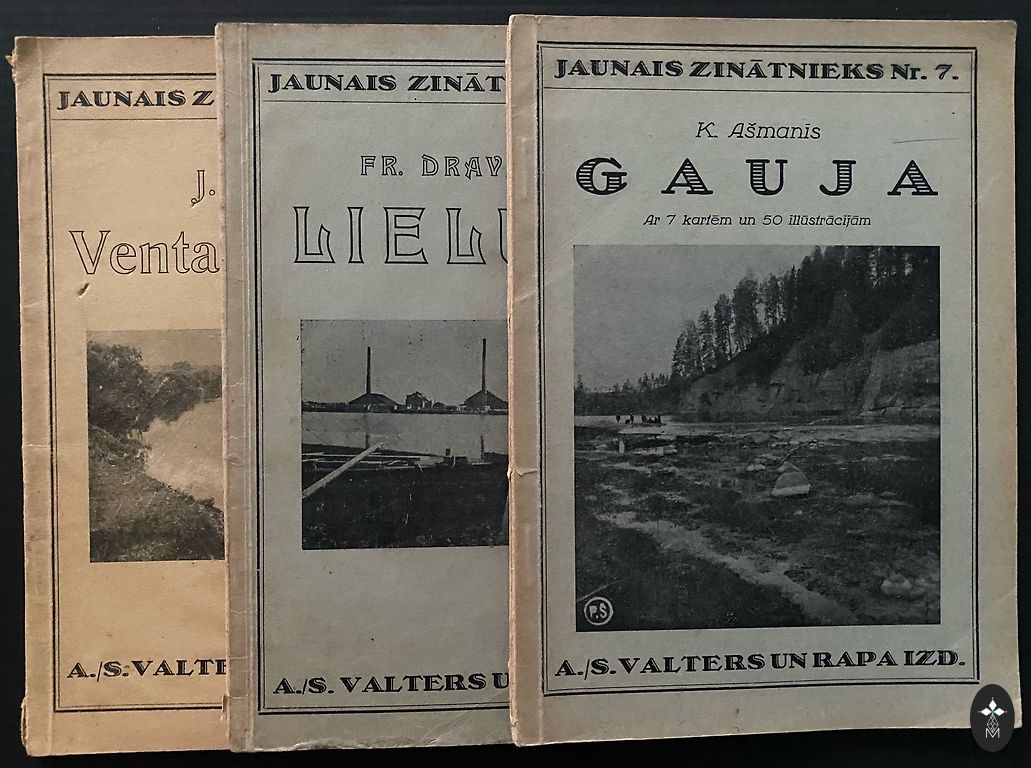 JAUNAIS Z
J.
Venta
A./S. VALTE
JAUNAIS ZINĀT
FR. DRAV
LIELU
A./S. VALTERS U
JAUNAIS ZINĀTNIEKS Nr. 7.
K. Ašmanis
GAUJA
Ar 7 kartēm un 50 illūstrācijām
P.S
A./S. VALTERS UN RAPA IZD.
M